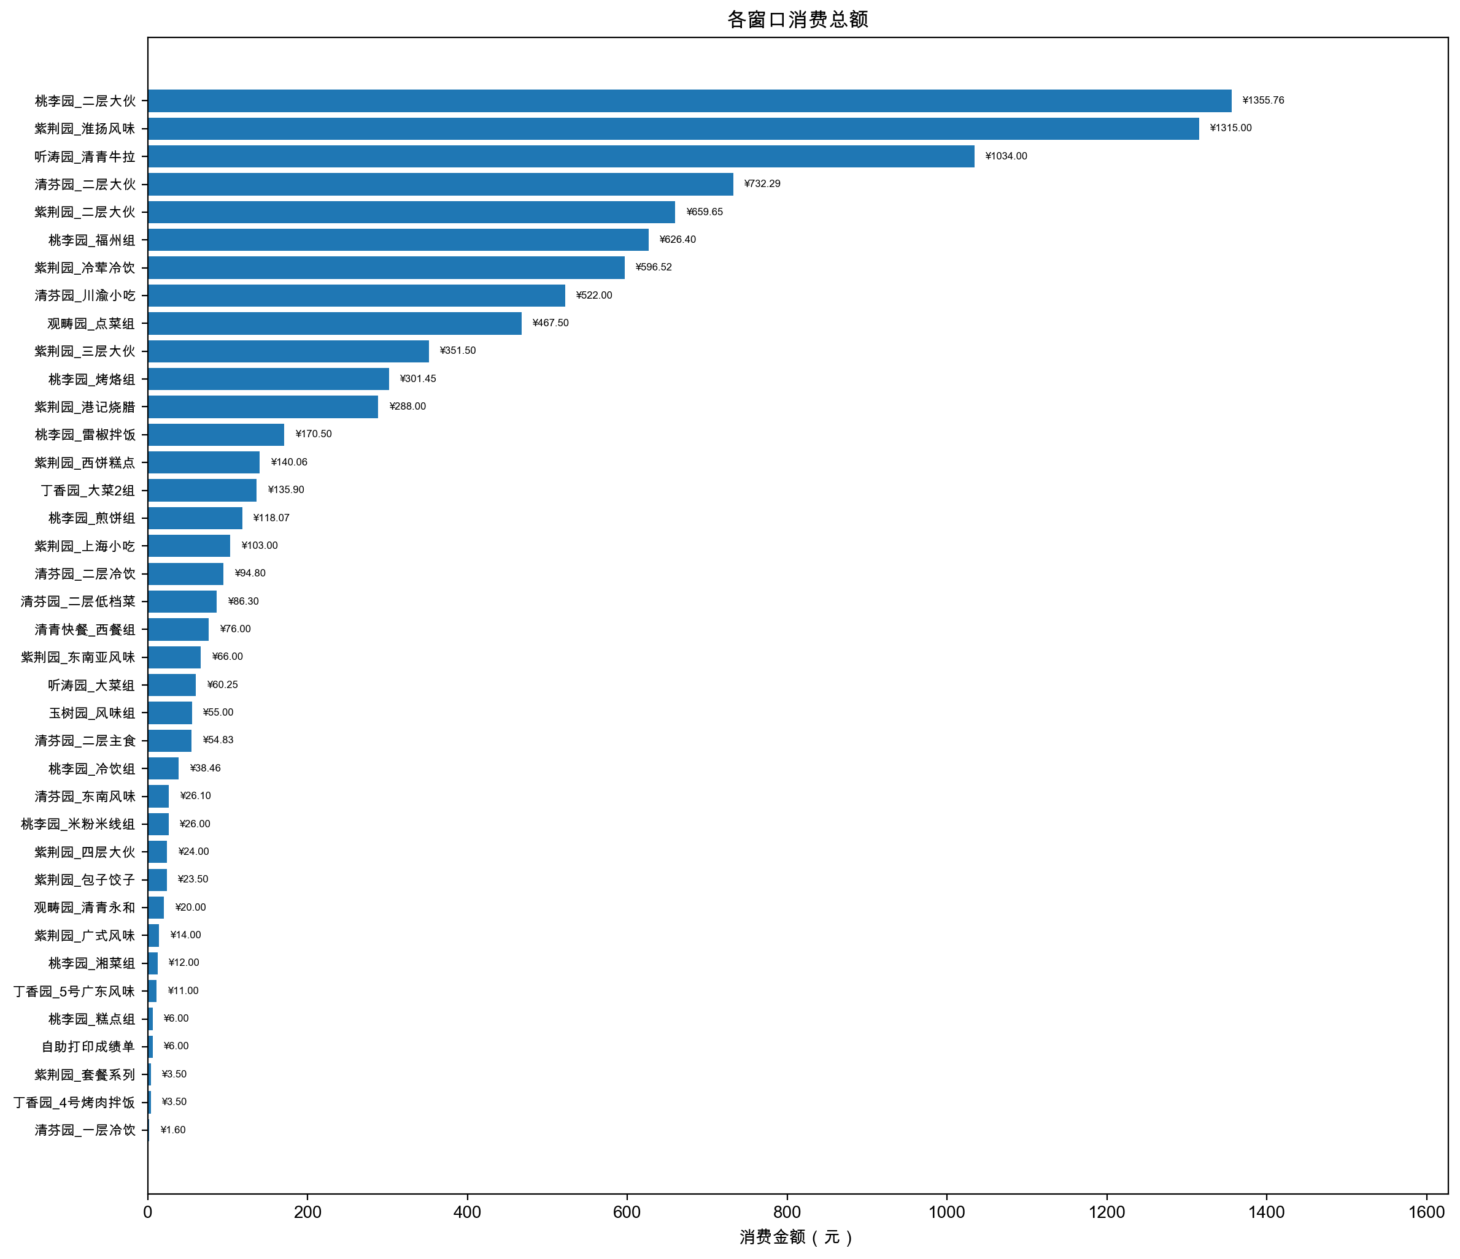 各窗口消费总额
桃李园_二层大伙 ¥1355.76
紫荆园_淮扬风味 ¥1315.00
听涛园_清青牛拉 ¥1034.00
清芬园_二层大伙 ¥732.29
紫荆园_二层大伙 ¥659.65
桃李园_福州组 ¥626.40
紫荆园_冷荤冷饮 ¥596.52
清芬园_川渝小吃 ¥522.00
观畴园_点菜组 ¥467.50
紫荆园_三层大伙 ¥351.50
桃李园_烤烙组 ¥301.45
紫荆园_港记烧腊 ¥288.00
桃李园_雷椒拌饭 ¥170.50
紫荆园_西饼糕点 ¥140.06
丁香园_大菜2组 ¥135.90
桃李园_煎饼组 ¥118.07
紫荆园_上海小吃 ¥103.00
清芬园_二层冷饮 ¥94.80
清芬园_二层低档菜 ¥86.30
清青快餐_西餐组 ¥76.00
紫荆园_东南亚风味 ¥66.00
听涛园_大菜组 ¥60.25
玉树园_风味组 ¥55.00
清芬园_二层主食 ¥54.83
桃李园_冷饮组 ¥38.46
清芬园_东南风味 ¥26.10
桃李园_米粉米线组 ¥26.00
紫荆园_四层大伙 ¥24.00
紫荆园_包子饺子 ¥23.50
观畴园_清青永和 ¥20.00
紫荆园_广式风味 ¥14.00
桃李园_湘菜组 ¥12.00
丁香园_5号广东风味 ¥11.00
桃李园_糕点组 ¥6.00
自助打印成绩单 ¥6.00
紫荆园_套餐系列 ¥3.50
丁香园_4号烤肉拌饭 ¥3.50
清芬园_一层冷饮 ¥1.60
0 200 400 600 800 1000 1200 1400 1600
消费金额（元）